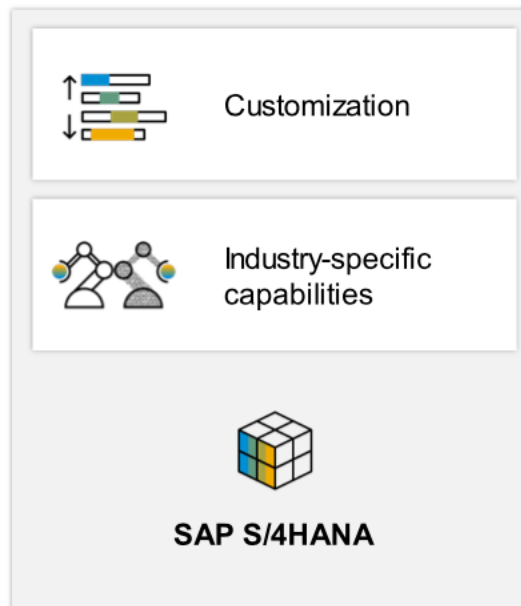 Customization
Industry-specific
capabilities
SAP S/4HANA